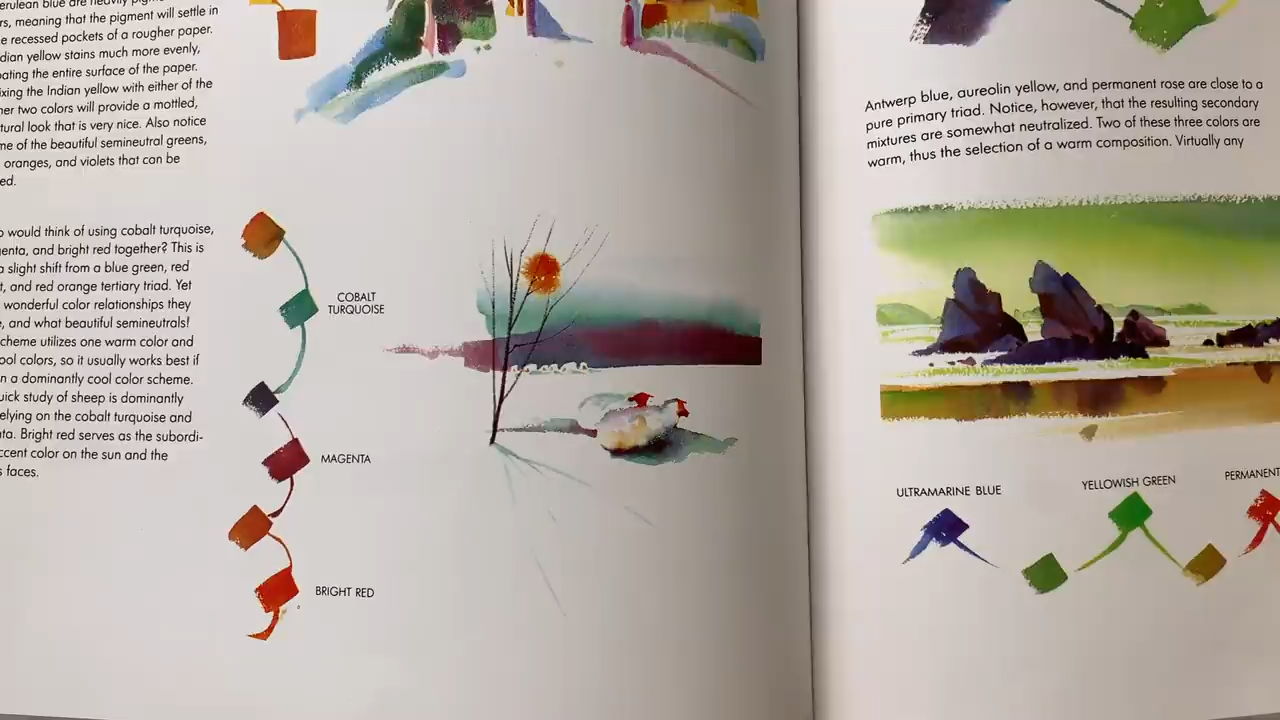 erulean blue are heavily
rs, meaning that the pigment will settle in
e recessed pockets of a rougher paper.
dian yellow stains much more evenly,
ating the entire surface of the paper.
ixing the Indian yellow with either of the
her two colors will provide a mottled,
tural look that is very nice. Also notice
me of the beautiful semineutral greens,
oranges, and violets that can be
ed.
o would think of using cobalt turquoise,
genta, and bright red together? This is
a slight shift from a blue green, red
t, and red orange tertiary triad. Yet
wonderful color relationships they
e, and what beautiful semineutrals!
cheme utilizes one warm color and
ool colors, so it usually works best if
n a dominantly cool color scheme.
uick study of sheep is dominantly
elying on the cobalt turquoise and
nta. Bright red serves as the subordi-
ccent color on the sun and the
s faces.
COBALT
TURQUOISE
MAGENTA
BRIGHT RED
Antwerp blue, aureolin yellow, and permanent rose are close to a
pure primary triad. Notice, however, that the resulting secondary
mixtures are somewhat neutralized. Two of these three colors are
warm, thus the selection of a warm composition. Virtually any
ULTRAMARINE BLUE
YELLOWISH GREEN
PERMANENT